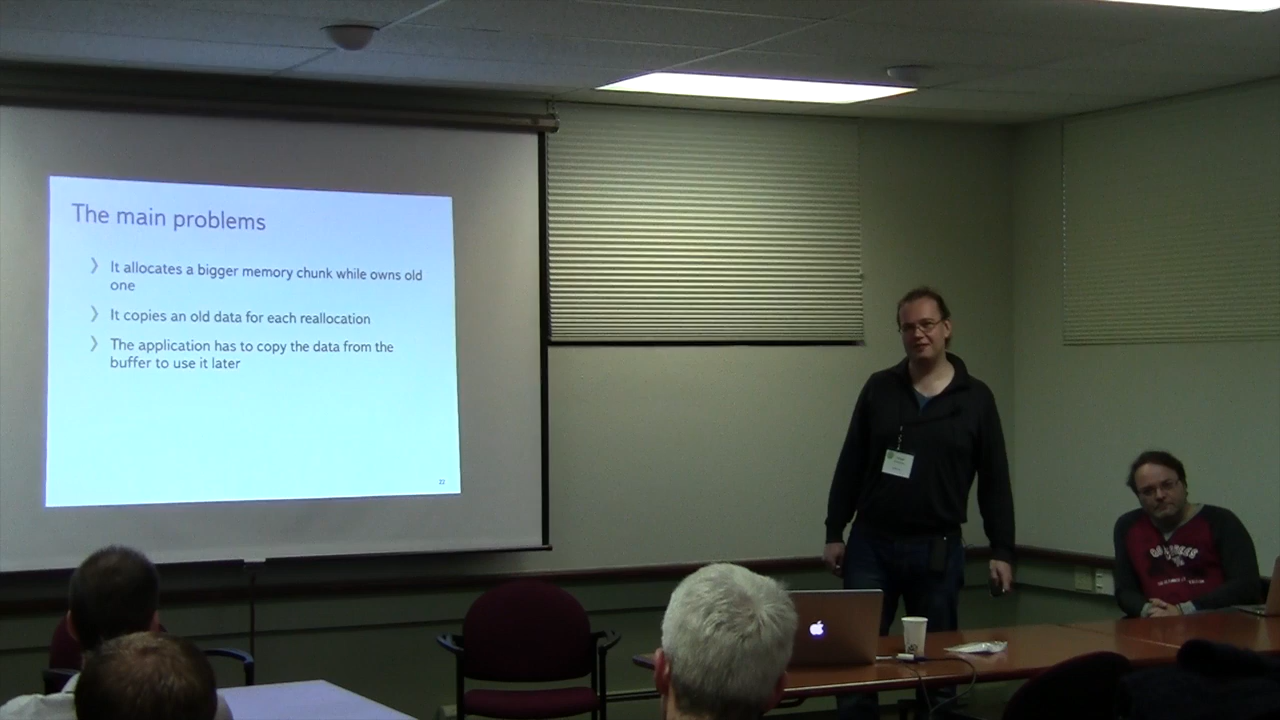 The main problems
〉 It allocates a bigger memory chunk while owns old
one
〉 It copies an old data for each reallocation
〉 The application has to copy the data from the
buffer to use it later
22